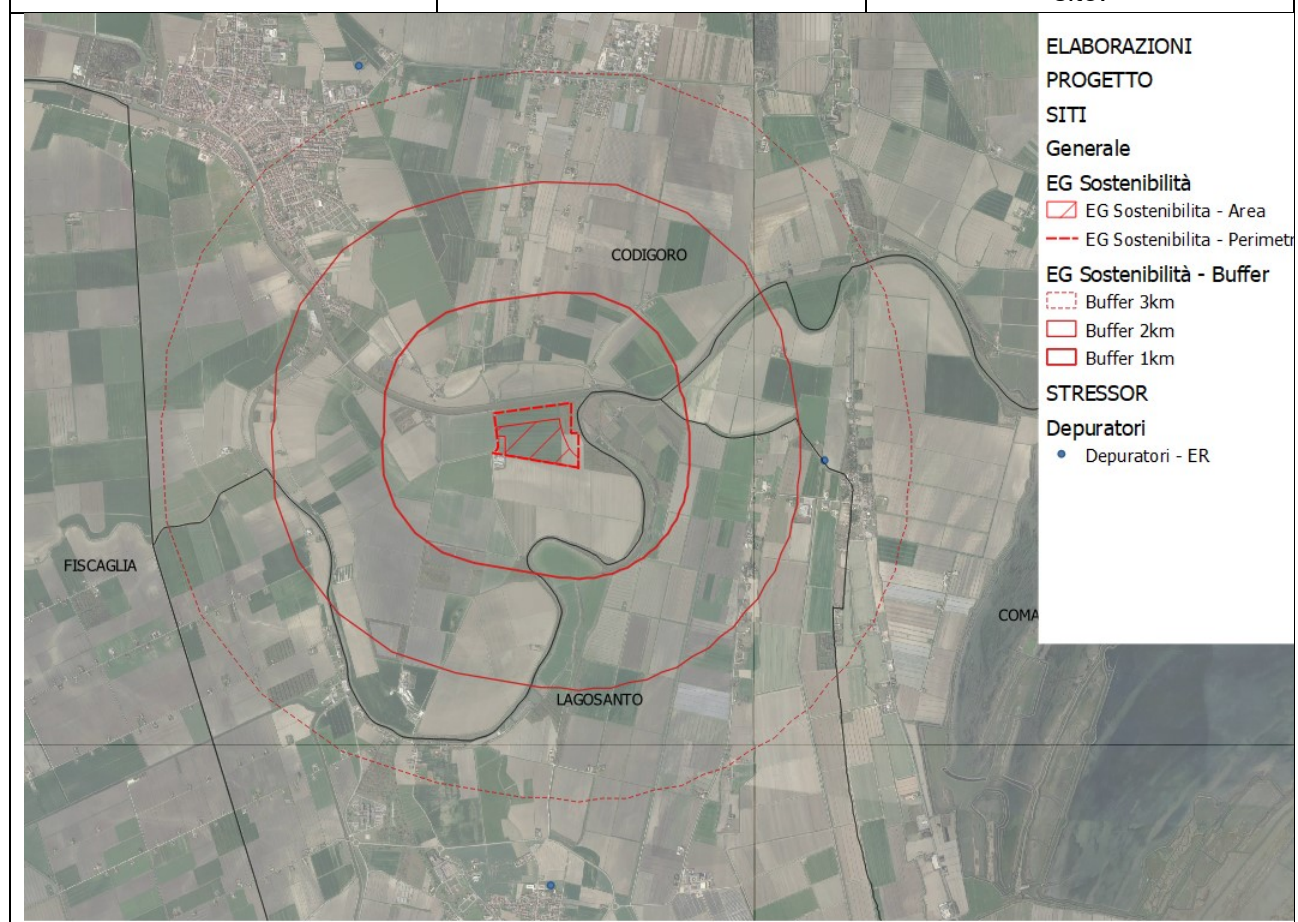 ELABORAZIONI
PROGETTO
SITI
Generale
EG Sostenibilità
EG Sostenibilita - Area
EG Sostenibilita - Perimetr
EG Sostenibilità - Buffer
Buffer 3km
Buffer 2km
Buffer 1km
STRESSOR
Depuratori
Depuratori - ER
CODIGORO
FISCAGLIA
COMA
LAGOSANTO